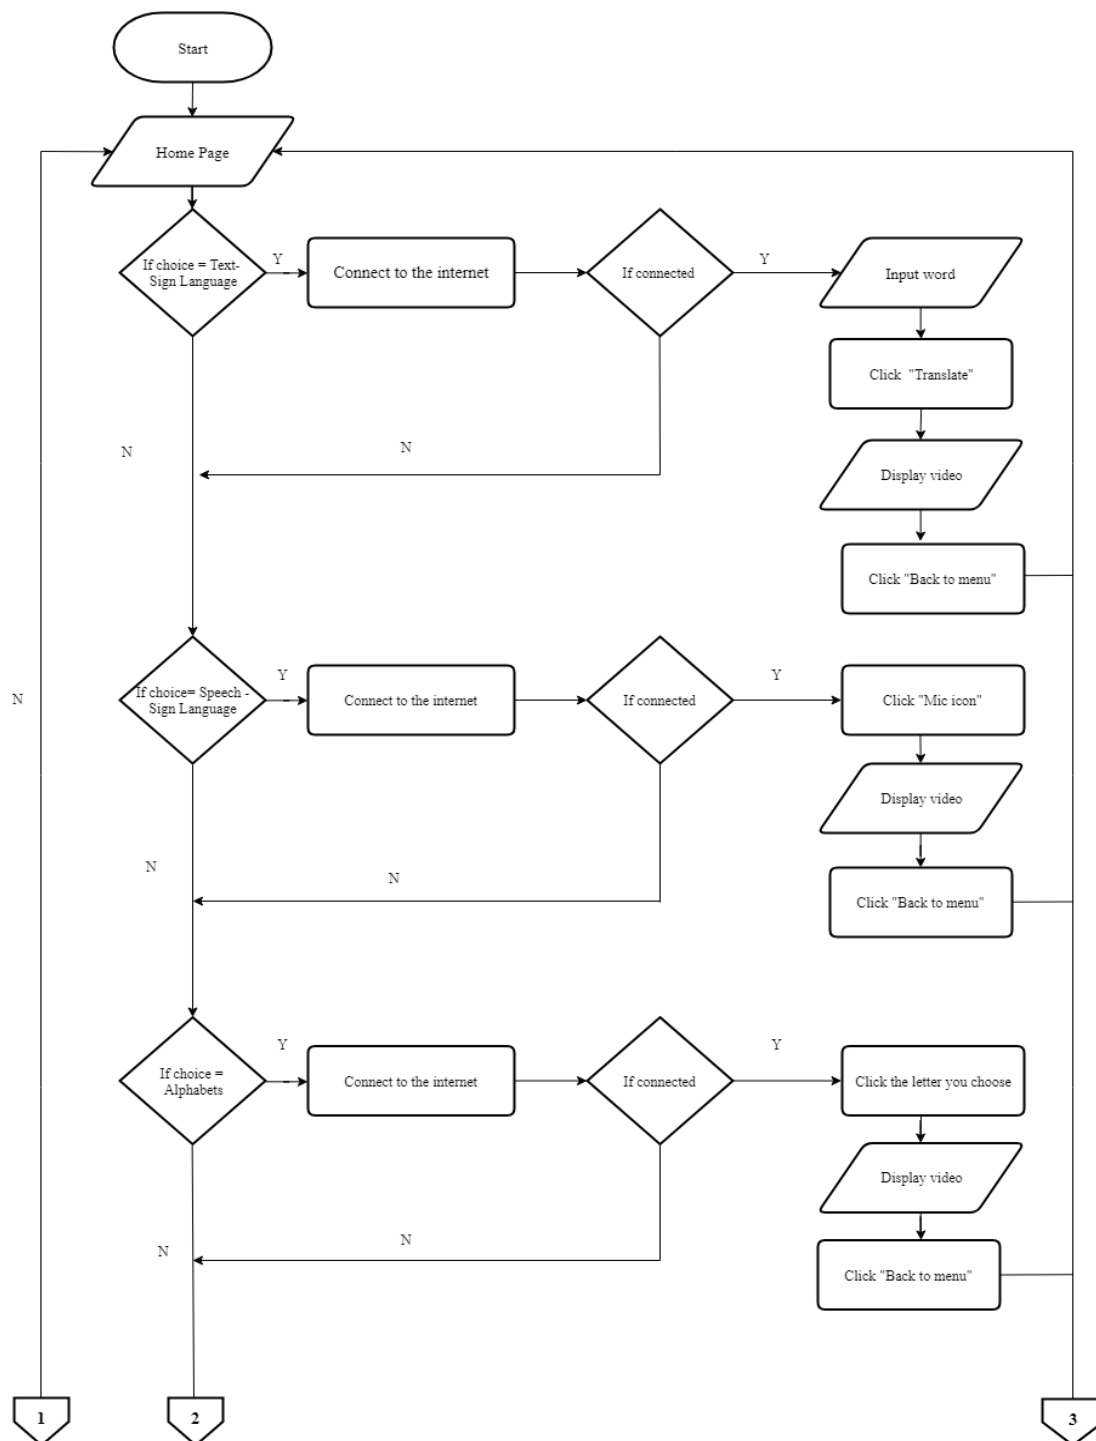 Start
Home Page
If choice = Text-
Sign Language
Y
Connect to the internet
If connected
Y
Input word
Click "Translate"
N
N
Display video
Click "Back to menu"
N
If choice= Speech -
Sign Language
Y
Connect to the internet
If connected
Y
Click "Mic icon"
Display video
N
N
Click "Back to menu"
If choice =
Alphabets
Y
Connect to the internet
If connected
Y
Click the letter you choose
Display video
N
N
Click "Back to menu"
1
2
3